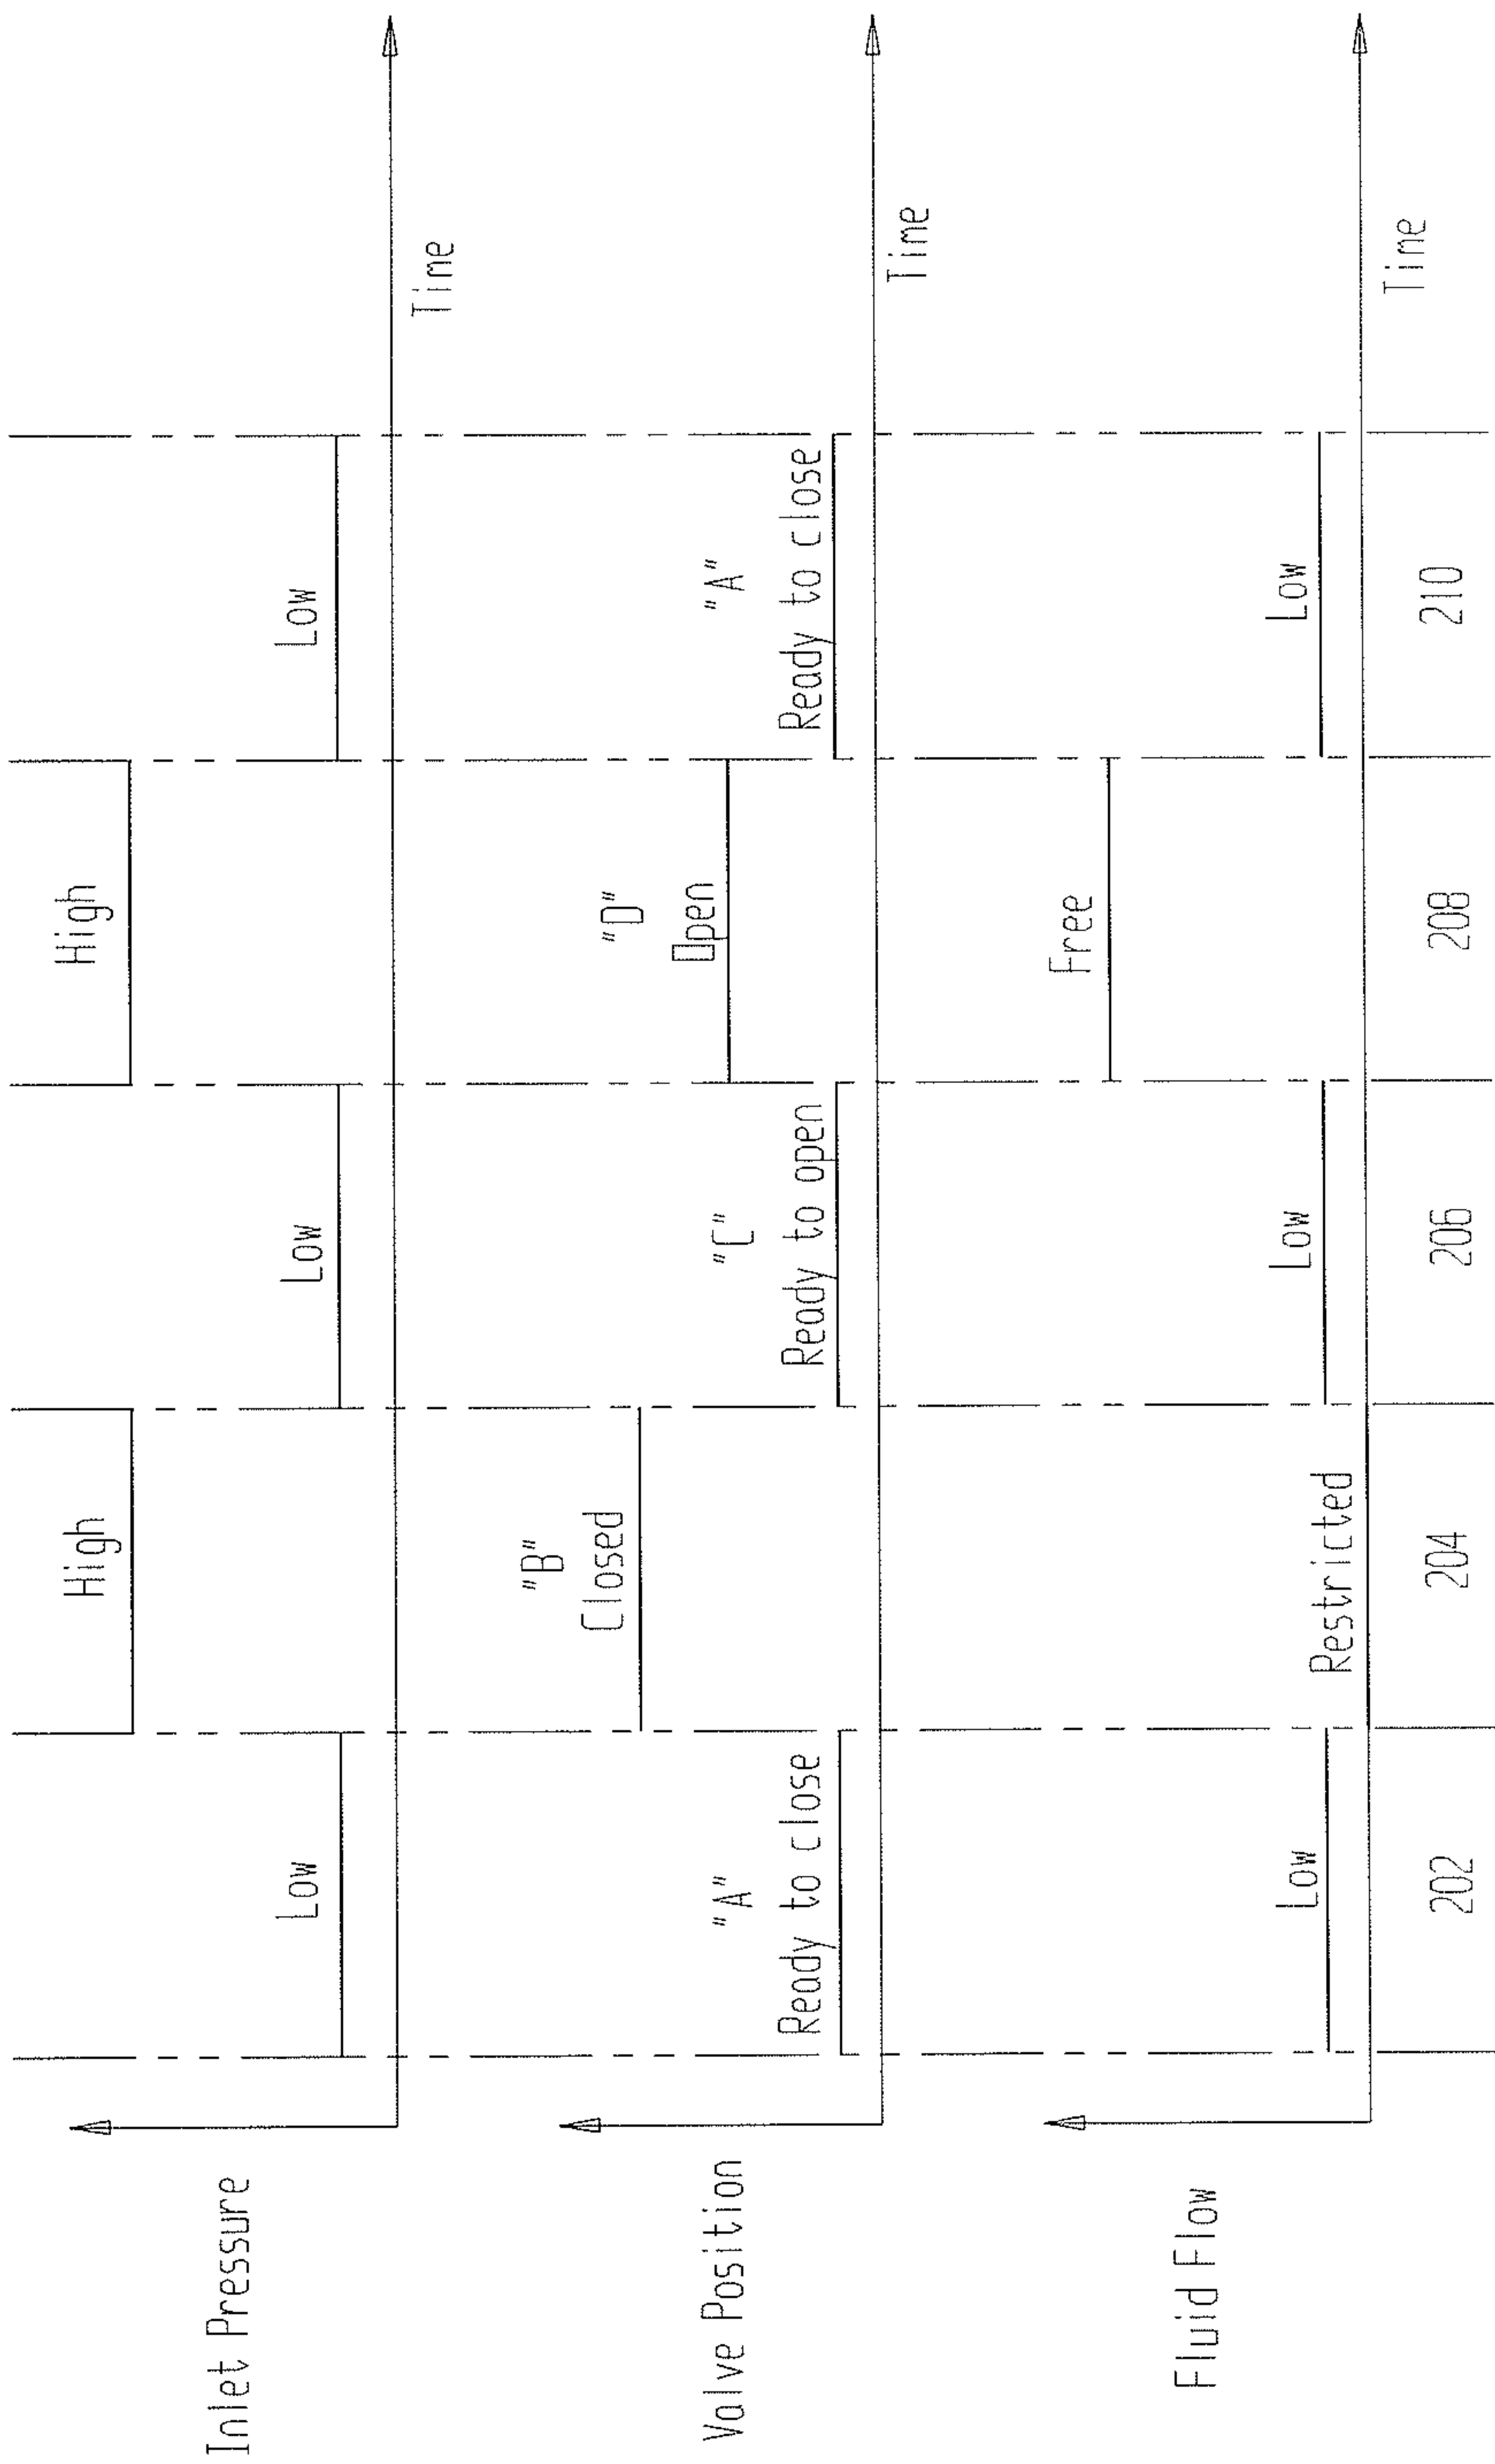 Inlet Pressure
Low
High
Low
High
Low
Time
Valve Position
"A"
Ready to close
"B"
Closed
"C"
Ready to open
"D"
Open
"A"
Ready to close
Time
Fluid Flow
Low
Restricted
Low
Free
Low
Time
202
204
206
208
210